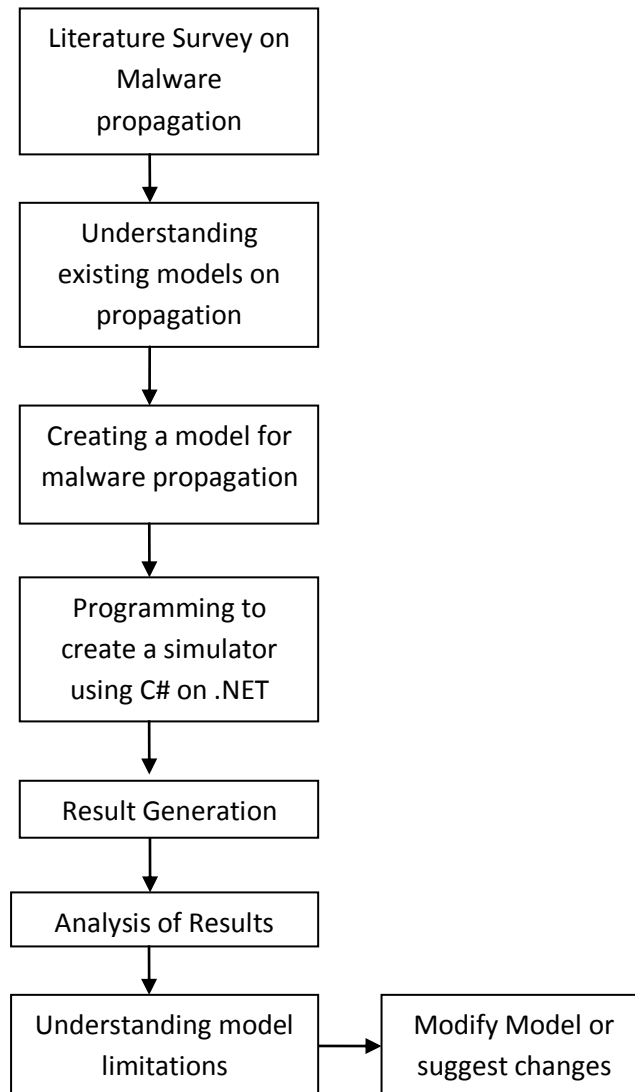 Literature Survey on
Malware
propagation
Understanding
existing models on
propagation
Creating a model for
malware propagation
Programming to
create a simulator
using C# on .NET
Result Generation
Analysis of Results
Understanding model
limitations
Modify Model or
suggest changes